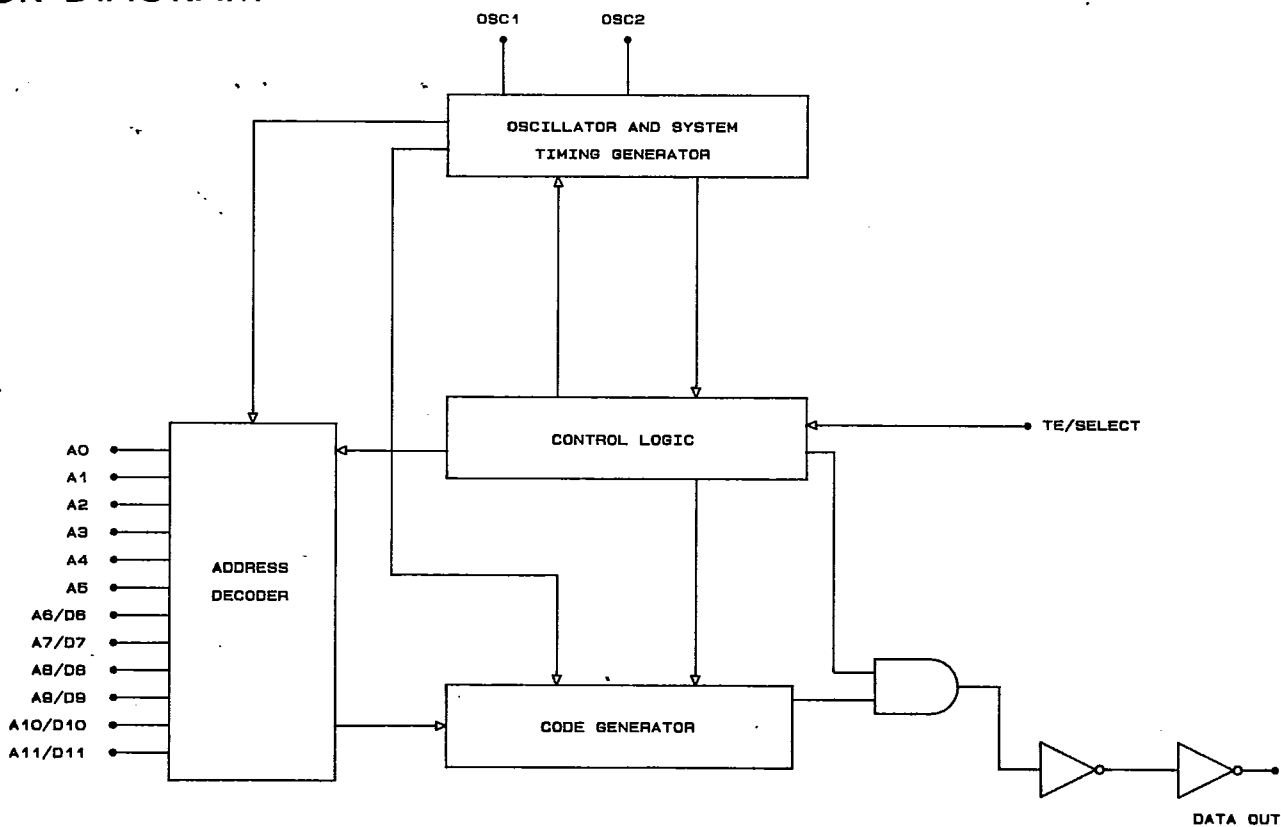 OSC1 OSC2
OSCILLATOR AND SYSTEM
TIMING GENERATOR
CONTROL LOGIC
TE/SELECT
A0
A1
A2
A3
A4
A5
A6/D6
A7/D7
A8/D8
A9/D9
A10/D10
A11/D11
ADDRESS
DECODER
CODE GENERATOR
DATA OUT